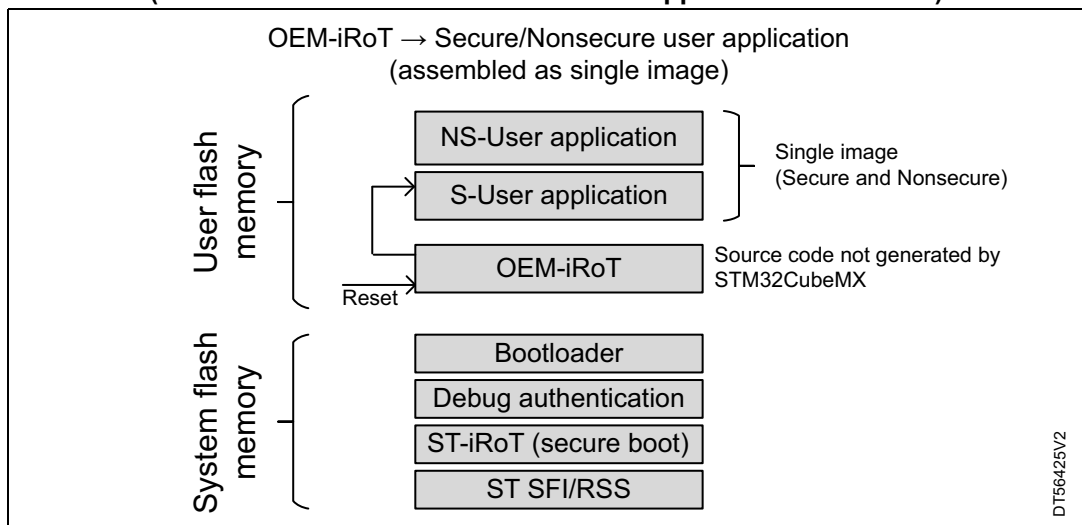 OEM-iRoT → Secure/Nonsecure user application
(assembled as single image)
User flash
memory
NS-User application
S-User application
Single image
(Secure and Nonsecure)
OEM-iRoT
Source code not generated by
STM32CubeMX
Reset
System flash
memory
Bootloader
Debug authentication
ST-iRoT (secure boot)
ST SFI/RSS
DT56425V2